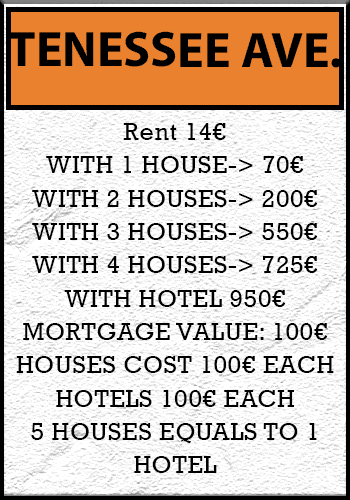 TENESSEE AVE.
Rent 14€
WITH 1 HOUSE-> 70€
WITH 2 HOUSES-> 200€
WITH 3 HOUSES-> 550€
WITH 4 HOUSES-> 725€
WITH HOTEL 950€
MORTGAGE VALUE: 100€
HOUSES COST 100€ EACH
HOTELS 100€ EACH
5 HOUSES EQUALS TO 1
HOTEL